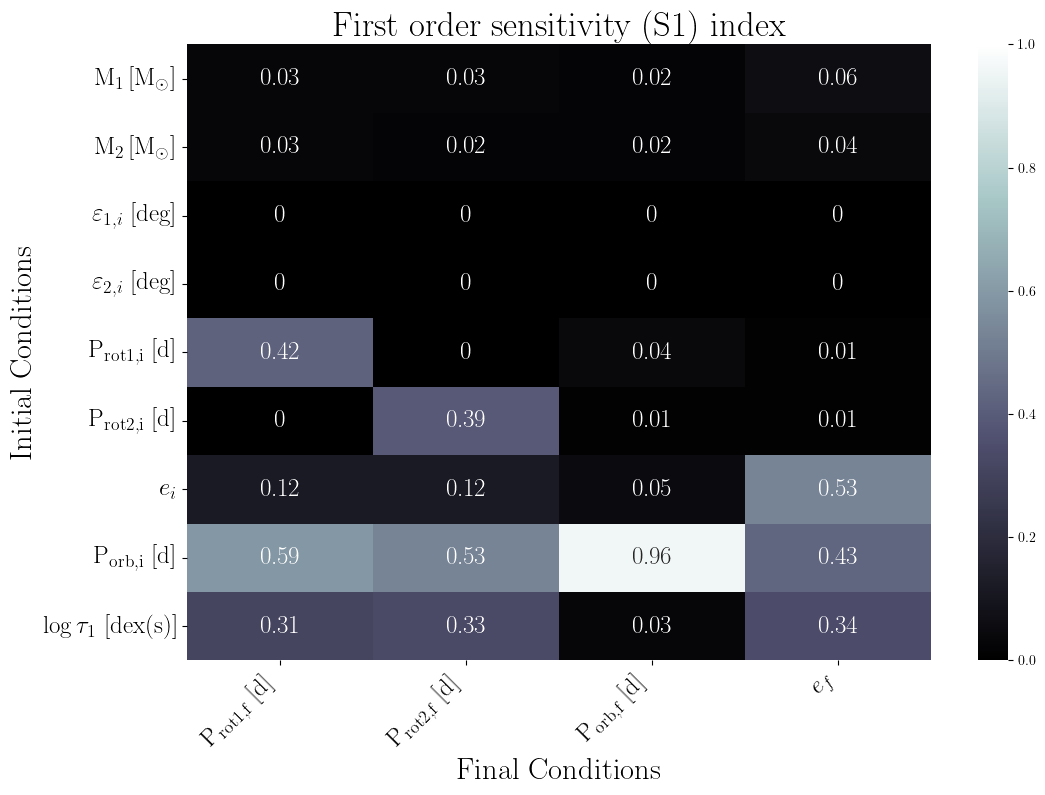 First order sensitivity (S1) index
M₁ [M⊙] 0.03 0.03 0.02 0.06
M₂ [M⊙] 0.03 0.02 0.02 0.04
ε₁,ᵢ [deg] 0 0 0 0
ε₂,ᵢ [deg] 0 0 0 0
P_rot1,i [d] 0.42 0 0.04 0.01
P_rot2,i [d] 0 0.39 0.01 0.01
eᵢ 0.12 0.12 0.05 0.53
P_orb,i [d] 0.59 0.53 0.96 0.43
log τ₁ [dex(s)] 0.31 0.33 0.03 0.34
P_rot1,f [d] P_rot2,f [d] P_orb,f [d] e_f
Initial Conditions
Final Conditions
1.0
0.8
0.6
0.4
0.2
0.0